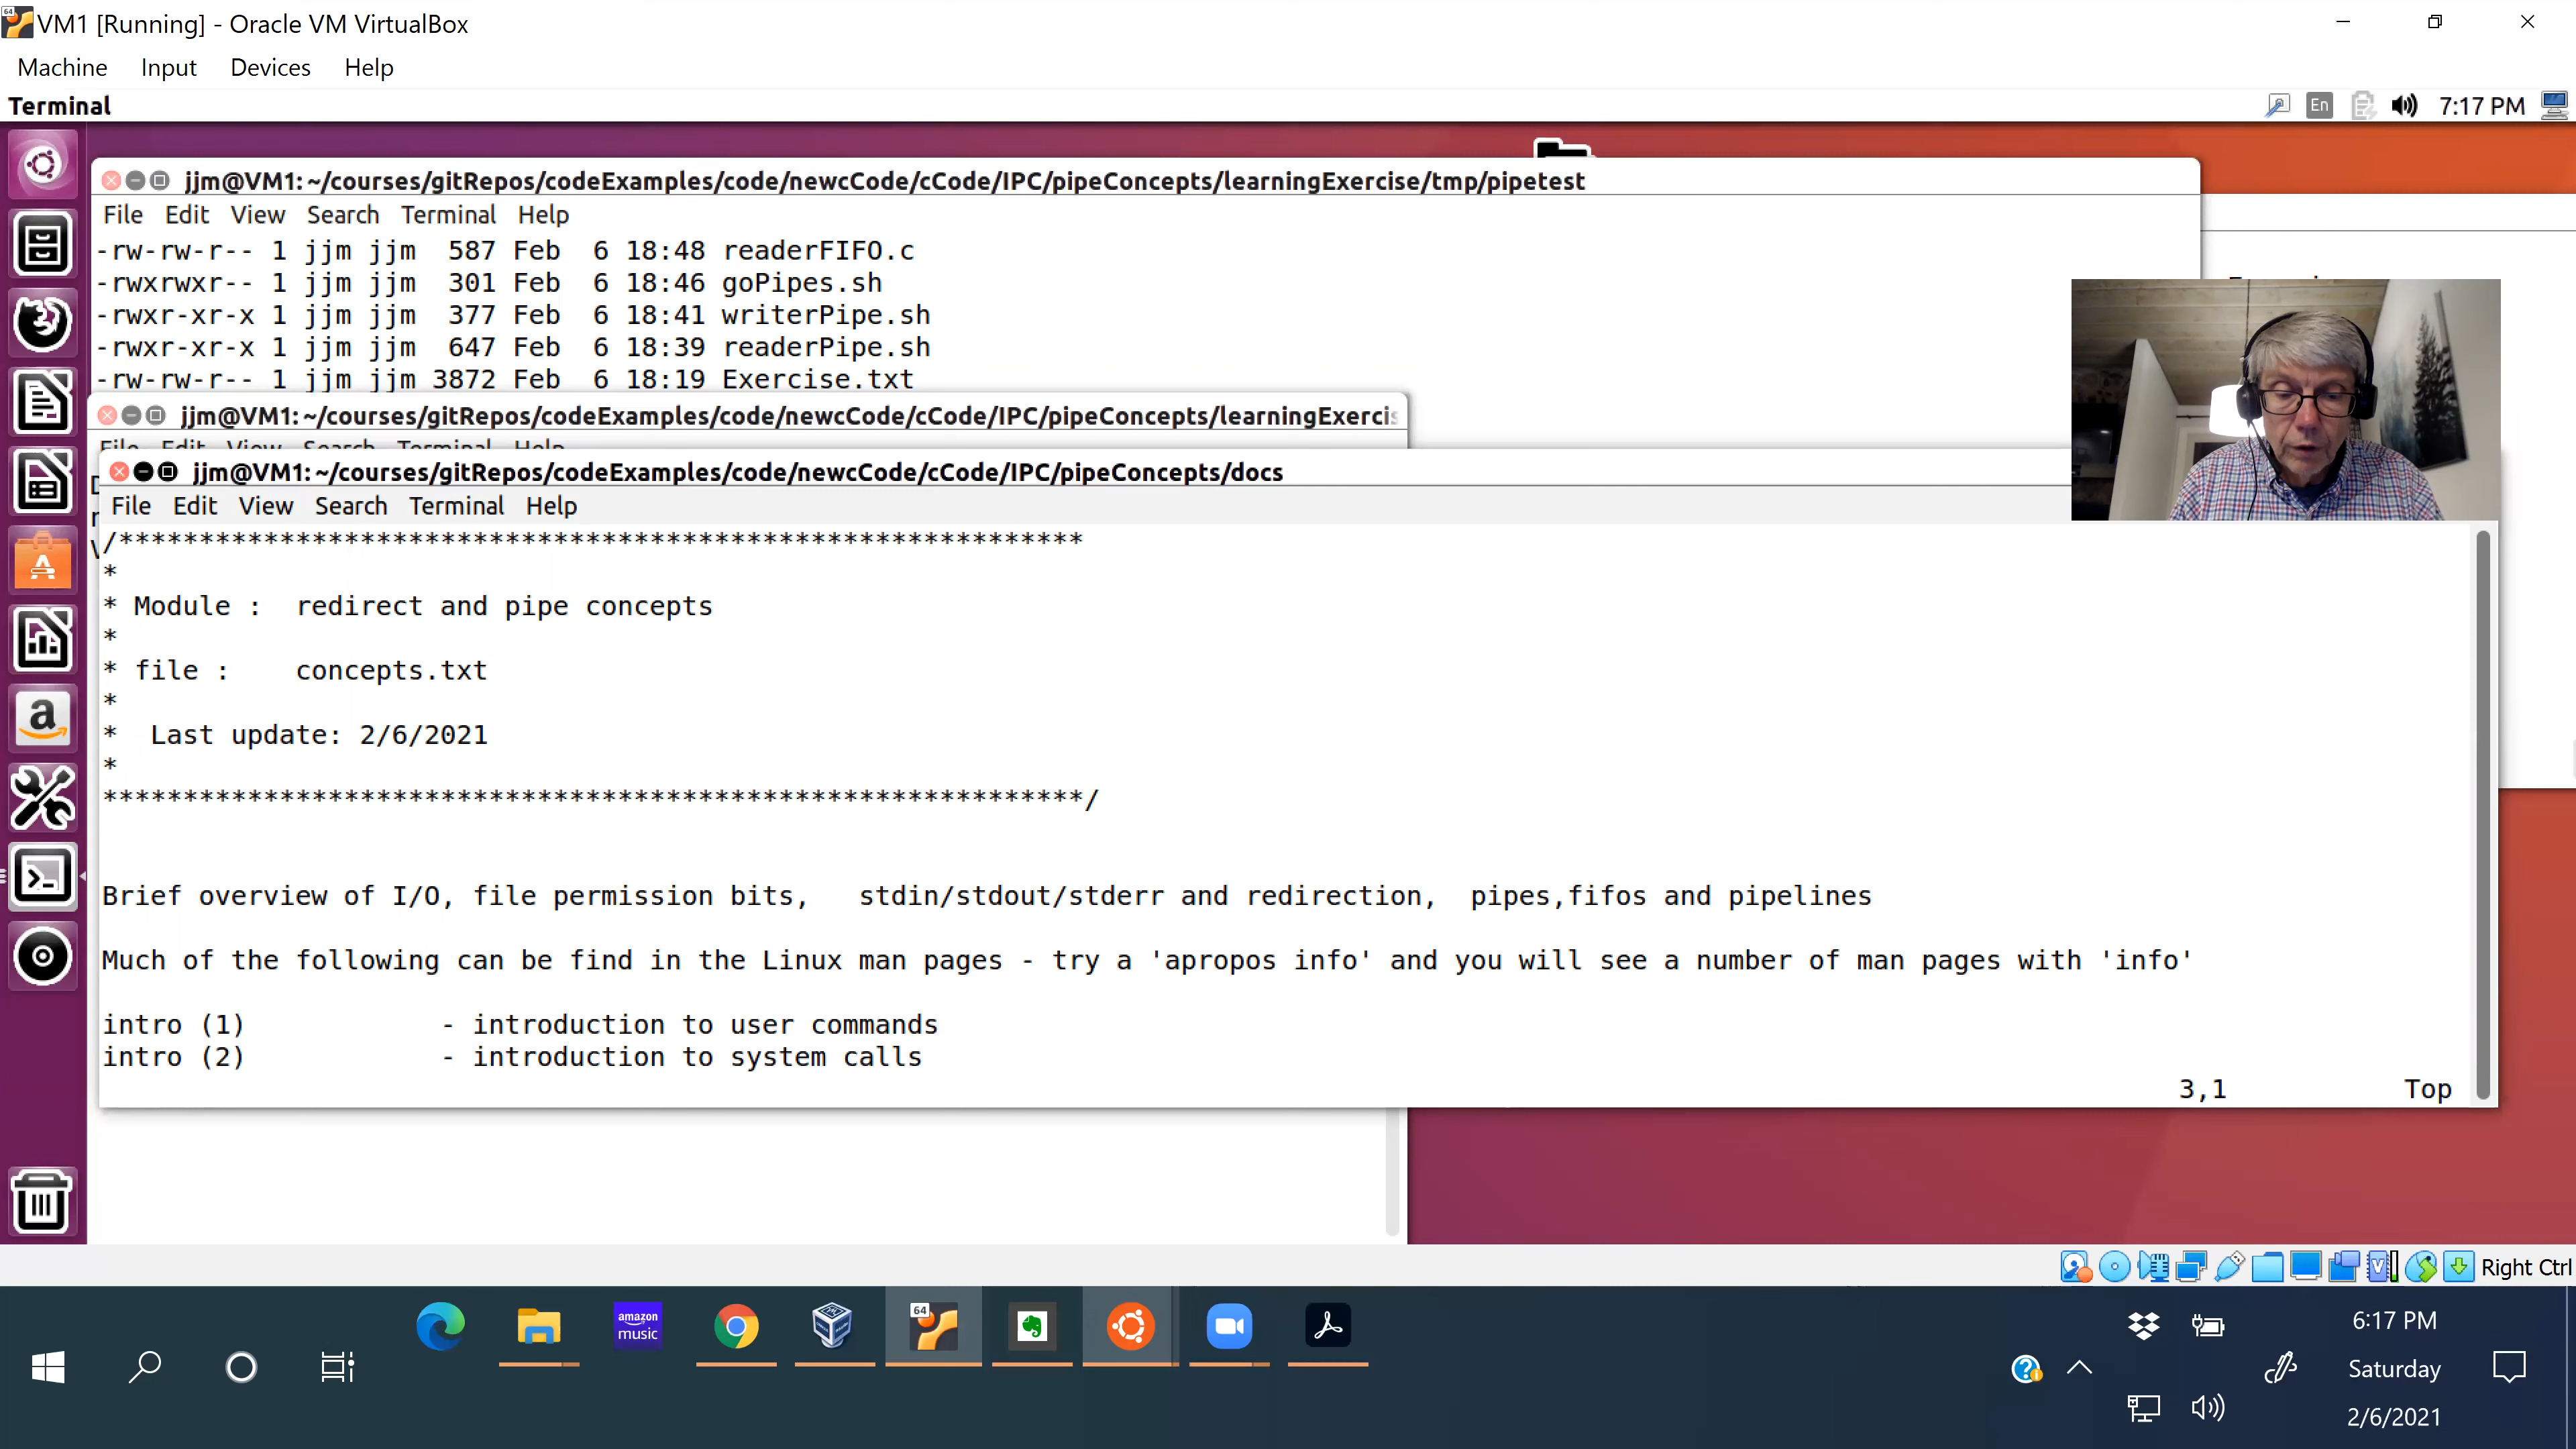 64
VM1 [Running] - Oracle VM VirtualBox
Machine Input Devices Help
Terminal
En
7:17 PM
jjm@VM1: ~/courses/gitRepos/codeExamples/code/newcCode/cCode/IPC/pipeConcepts/learningExercise/tmp/pipetest
File Edit View Search Terminal Help
-rw-rw-r-- 1 jjm jjm  587 Feb  6 18:48 readerFIFO.c
-rwxrwxr-- 1 jjm jjm  301 Feb  6 18:46 goPipes.sh
-rwxr-xr-x 1 jjm jjm  377 Feb  6 18:41 writerPipe.sh
-rwxr-xr-x 1 jjm jjm  647 Feb  6 18:39 readerPipe.sh
-rw-rw-r-- 1 jjm jjm 3872 Feb  6 18:19 Exercise.txt
jjm@VM1: ~/courses/gitRepos/codeExamples/code/newcCode/cCode/IPC/pipeConcepts/learningExercis
File Edit View Search Terminal Help
jjm@VM1: ~/courses/gitRepos/codeExamples/code/newcCode/cCode/IPC/pipeConcepts/docs
File Edit View Search Terminal Help
/************************************************************
*
* Module :  redirect and pipe concepts
*
* file :    concepts.txt
*
*  Last update: 2/6/2021
*
*************************************************************/
Brief overview of I/O, file permission bits,   stdin/stdout/stderr and redirection,  pipes,fifos and pipelines
Much of the following can be find in the Linux man pages - try a 'apropos info' and you will see a number of man pages with 'info'
intro (1)            - introduction to user commands
intro (2)            - introduction to system calls
3,1 Top
Right Ctrl
amazon music
64
6:17 PM
Saturday
2/6/2021